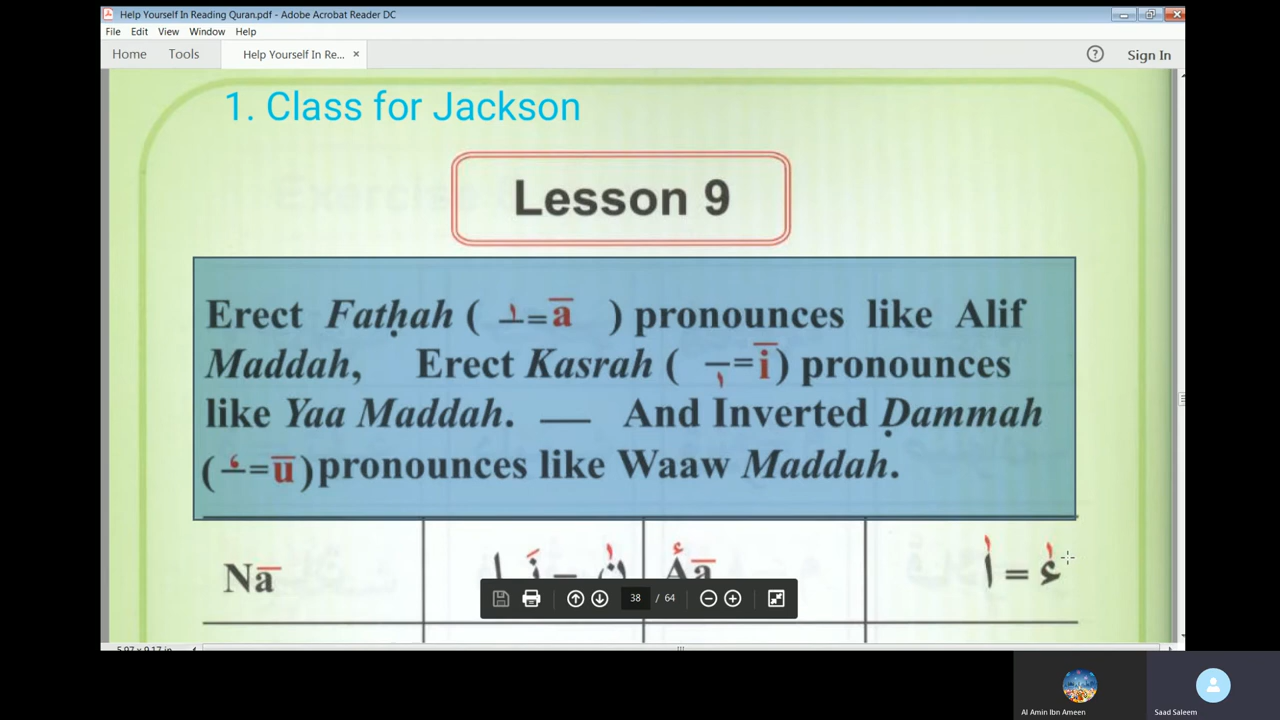 Help Yourself In Reading Quran.pdf - Adobe Acrobat Reader DC
File Edit View Window Help
Home Tools Help Yourself In Re... × ? Sign In
1. Class for Jackson
Lesson 9
Erect Fatḥah ( ـٰ = ā ) pronounces like Alif
Maddah, Erect Kasrah ( ـٖ = ī ) pronounces
like Yaa Maddah. — And Inverted Ḍammah
( ـٗ = ū ) pronounces like Waaw Maddah.
Nā
ءٰ = اٰ
38 / 64
Al Amin Ibn Ameen
Saad Saleem